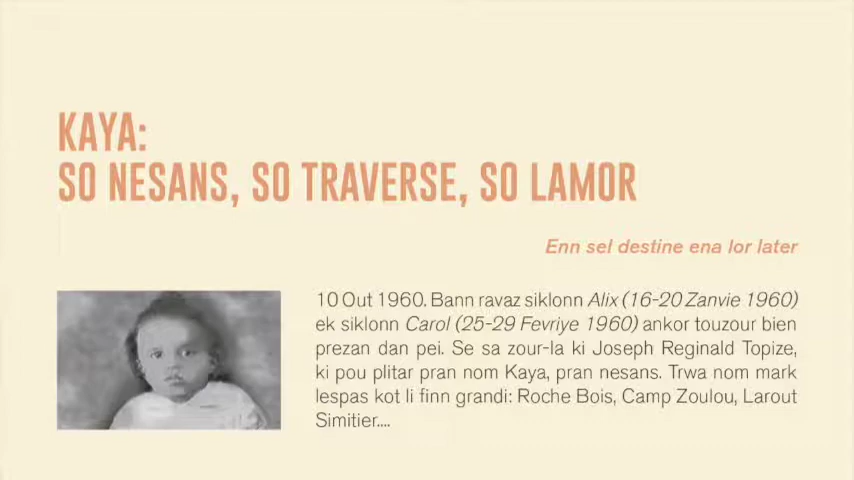 KAYA:
SO NESANS, SO TRAVERSE, SO LAMOR
Enn sel destine ena lor later
10 Out 1960. Bann ravaz siklonn Alix (16-20 Zanvie 1960)
ek siklonn Carol (25-29 Fevriye 1960) ankor touzour bien
prezan dan pei. Se sa zour-la ki Joseph Reginald Topize,
ki pou plitar pran nom Kaya, pran nesans. Trwa nom mark
lespas kot li finn grandi: Roche Bois, Camp Zoulou, Larout
Simitier....